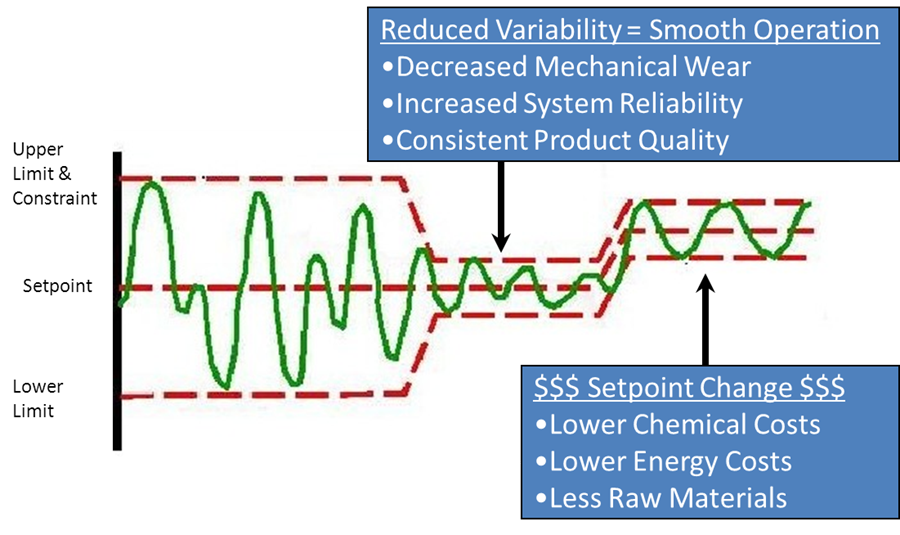 Reduced Variability = Smooth Operation
•Decreased Mechanical Wear
•Increased System Reliability
•Consistent Product Quality
Upper
Limit &
Constraint
Setpoint
Lower
Limit
$$$ Setpoint Change $$$
•Lower Chemical Costs
•Lower Energy Costs
•Less Raw Materials